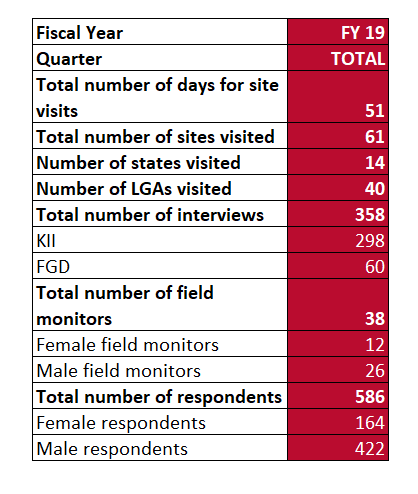 Fiscal Year FY 19
Quarter TOTAL
Total number of days for site
visits 51
Total number of sites visited 61
Number of states visited 14
Number of LGAs visited 40
Total number of interviews 358
KII 298
FGD 60
Total number of field
monitors 38
Female field monitors 12
Male field monitors 26
Total number of respondents 586
Female respondents 164
Male respondents 422